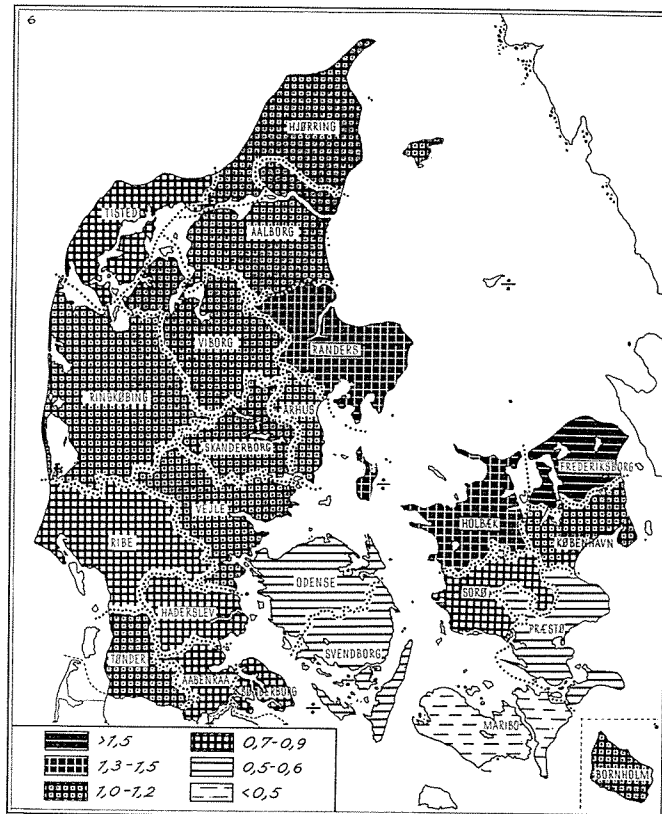 6
HJØRRING
TISTED
AALBORG
VIBORG
RANDERS
RINGKØBING
ÅRHUS
SKANDERBORG
FREDERIKSBORG
VEJLE
HOLBÆK
KØBENHAVN
RIBE
ODENSE
SORØ
HADERSLEV
PRÆSTØ
SVENDBORG
TØNDER
AABENRAA
SØNDERBORG
MARIBO
>1,5
0,7-0,9
1,3-1,5
0,5-0,6
1,0-1,2
<0,5
BORNHOLM